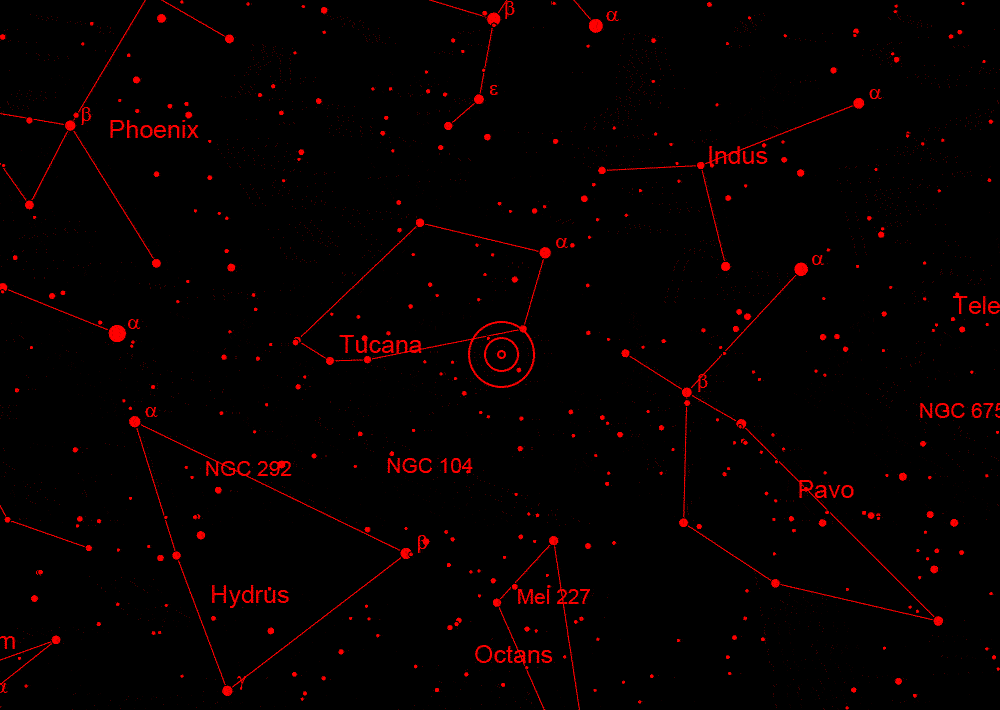 β
α
ε
α
β
Phoenix
Indus
α
α
Tele
α
Tucana
β
α
NGC 675
NGC 292
NGC 104
Pavo
β
Hydrus
Mel 227
m
Octans
α
γ